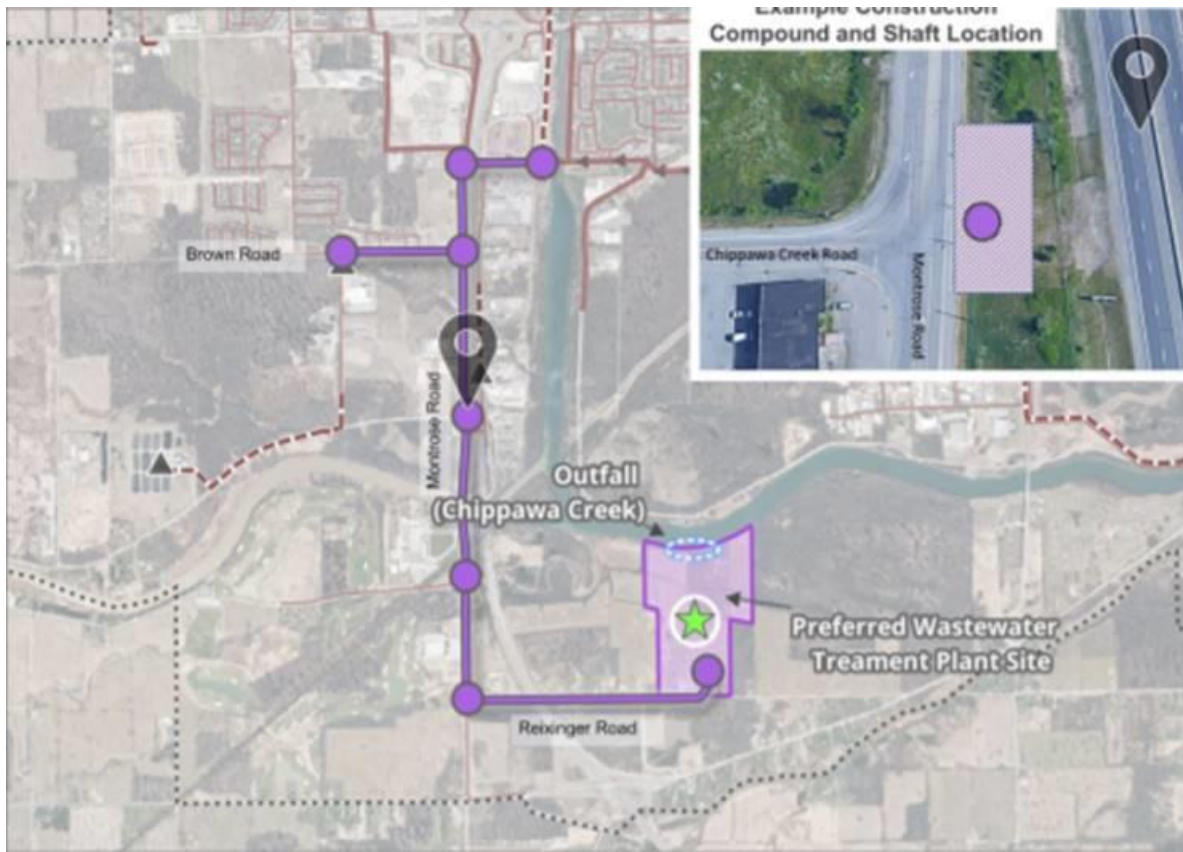 Example Construction
Compound and Shaft Location
Chippawa Creek Road
Montrose Road
Brown Road
Montrose Road
Outfall
(Chippawa Creek)
Preferred Wastewater
Treament Plant Site
Reixinger Road